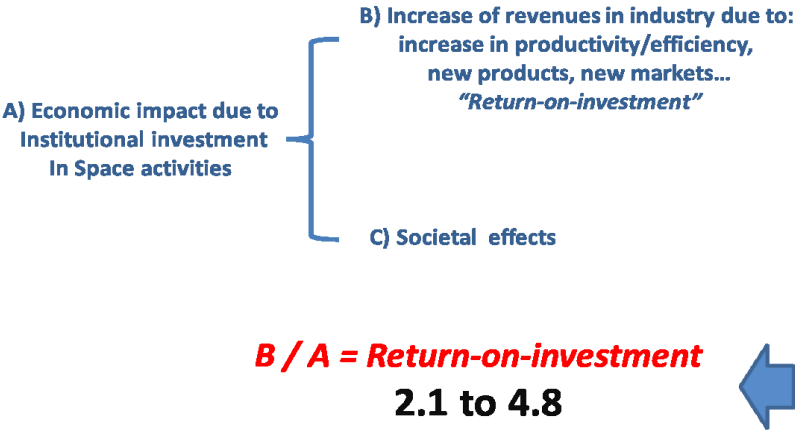 B) Increase of revenues in industry due to:
increase in productivity/efficiency,
new products, new markets…
“Return-on-investment”
A) Economic impact due to
Institutional investment
In Space activities
C) Societal effects
B / A = Return-on-investment
2.1 to 4.8